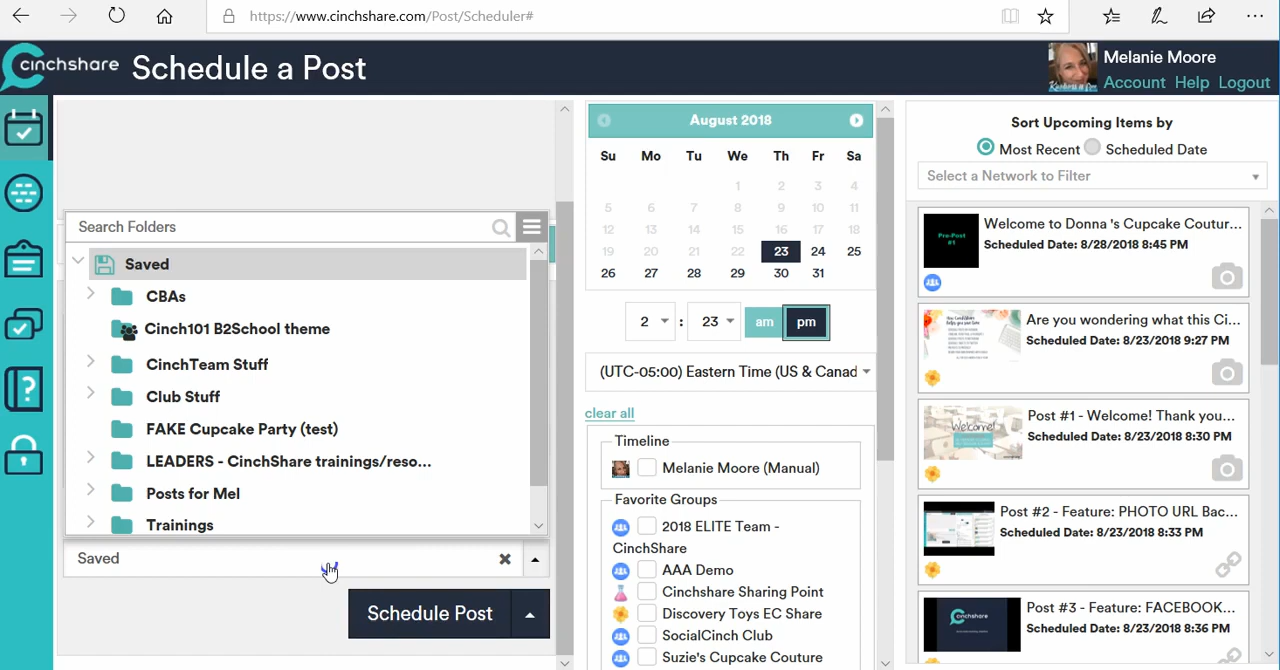 https://www.cinchshare.com/Post/Scheduler#
cinchshare
Schedule a Post
Melanie Moore
Account Help Logout
Search Folders
Saved
CBAs
Cinch101 B2School theme
CinchTeam Stuff
Club Stuff
FAKE Cupcake Party (test)
LEADERS - CinchShare trainings/reso...
Posts for Mel
Trainings
Saved
Schedule Post
August 2018
Su Mo Tu We Th Fr Sa
1 2 3 4
5 6 7 8 9 10 11
12 13 14 15 16 17 18
19 20 21 22 23 24 25
26 27 28 29 30 31
2 : 23 am pm
(UTC-05:00) Eastern Time (US & Canad
clear all
Timeline
Melanie Moore (Manual)
Favorite Groups
2018 ELITE Team -
CinchShare
AAA Demo
Cinchshare Sharing Point
Discovery Toys EC Share
SocialCinch Club
Suzie's Cupcake Couture
Sort Upcoming Items by
Most Recent Scheduled Date
Select a Network to Filter
Pre-Post
#1
Welcome to Donna 's Cupcake Coutur...
Scheduled Date: 8/28/2018 8:45 PM
Are you wondering what this Ci...
Scheduled Date: 8/23/2018 9:27 PM
Welcome!
Post #1 - Welcome! Thank you...
Scheduled Date: 8/23/2018 8:30 PM
Post #2 - Feature: PHOTO URL Bac...
Scheduled Date: 8/23/2018 8:33 PM
cinchshare
Post #3 - Feature: FACEBOOK...
Scheduled Date: 8/23/2018 8:36 PM